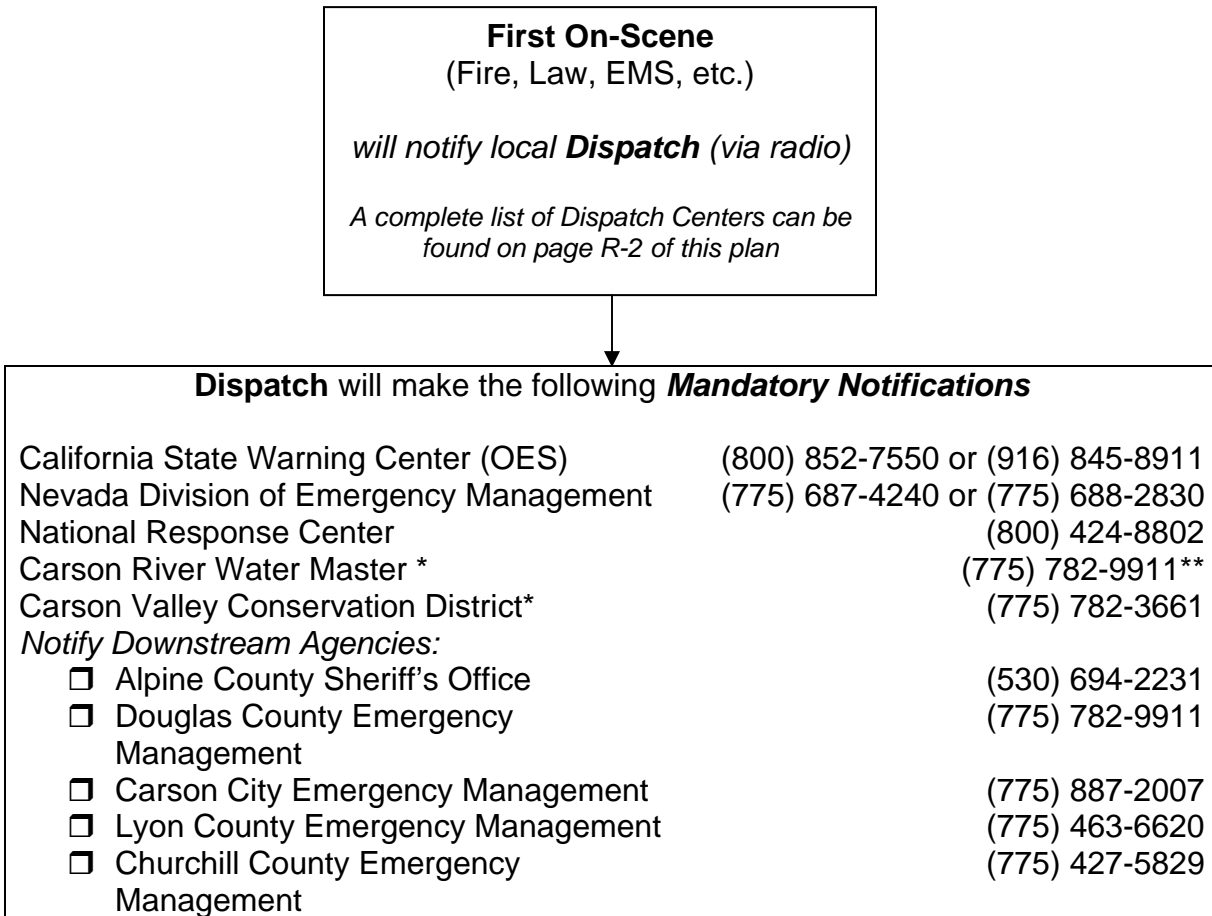 First On-Scene
(Fire, Law, EMS, etc.)
will notify local Dispatch (via radio)
A complete list of Dispatch Centers can be
found on page R-2 of this plan
Dispatch will make the following Mandatory Notifications
California State Warning Center (OES) (800) 852-7550 or (916) 845-8911
Nevada Division of Emergency Management (775) 687-4240 or (775) 688-2830
National Response Center (800) 424-8802
Carson River Water Master * (775) 782-9911**
Carson Valley Conservation District* (775) 782-3661
Notify Downstream Agencies:
❒ Alpine County Sheriff’s Office (530) 694-2231
❒ Douglas County Emergency (775) 782-9911
Management
❒ Carson City Emergency Management (775) 887-2007
❒ Lyon County Emergency Management (775) 463-6620
❒ Churchill County Emergency (775) 427-5829
Management